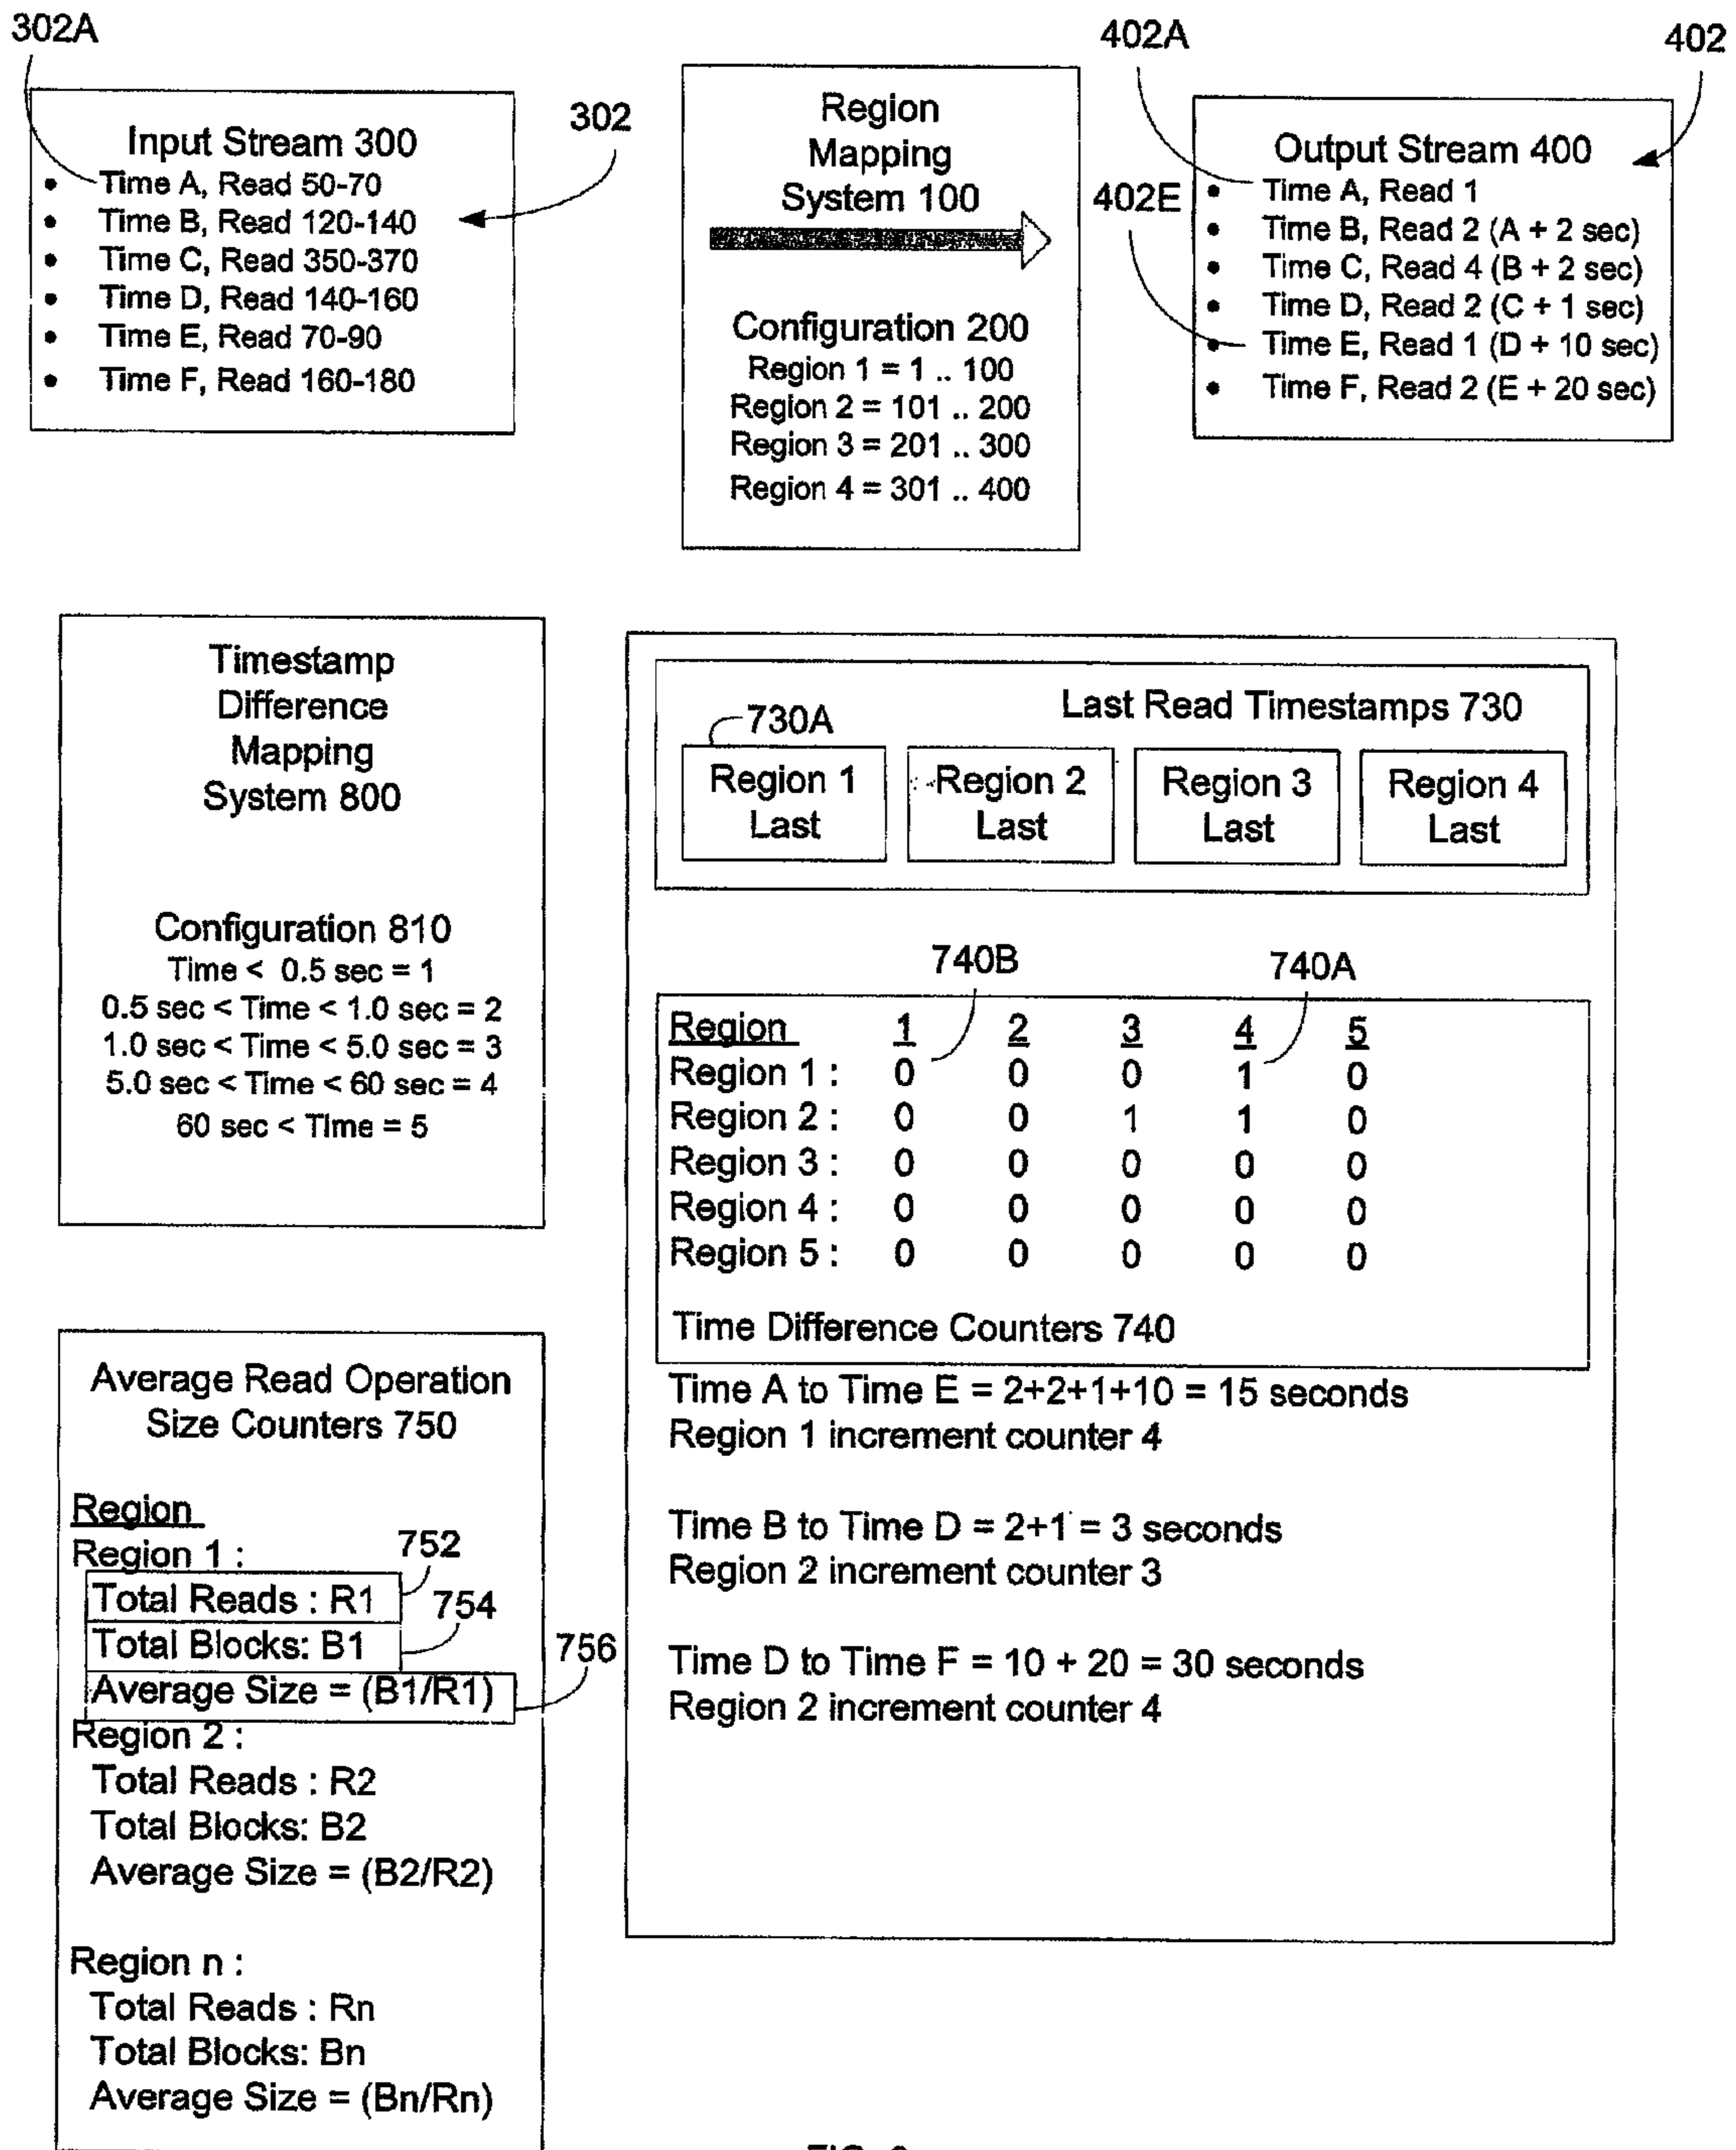 302A
402A
402
Input Stream 300
• Time A, Read 50-70
• Time B, Read 120-140
• Time C, Read 350-370
• Time D, Read 140-160
• Time E, Read 70-90
• Time F, Read 160-180
302
Region
Mapping
System 100
Configuration 200
Region 1 = 1 .. 100
Region 2 = 101 .. 200
Region 3 = 201 .. 300
Region 4 = 301 .. 400
402E
Output Stream 400
• Time A, Read 1
• Time B, Read 2 (A + 2 sec)
• Time C, Read 4 (B + 2 sec)
• Time D, Read 2 (C + 1 sec)
• Time E, Read 1 (D + 10 sec)
• Time F, Read 2 (E + 20 sec)
Timestamp
Difference
Mapping
System 800
Configuration 810
Time < 0.5 sec = 1
0.5 sec < Time < 1.0 sec = 2
1.0 sec < Time < 5.0 sec = 3
5.0 sec < Time < 60 sec = 4
60 sec < Time = 5
Last Read Timestamps 730
730A
Region 1
Last
Region 2
Last
Region 3
Last
Region 4
Last
740B
740A
Region 1 2 3 4 5
Region 1 : 0 0 0 1 0
Region 2 : 0 0 1 1 0
Region 3 : 0 0 0 0 0
Region 4 : 0 0 0 0 0
Region 5 : 0 0 0 0 0
Time Difference Counters 740
Time A to Time E = 2+2+1+10 = 15 seconds
Region 1 increment counter 4
Time B to Time D = 2+1 = 3 seconds
Region 2 increment counter 3
Time D to Time F = 10 + 20 = 30 seconds
Region 2 increment counter 4
Average Read Operation
Size Counters 750
Region
Region 1 :
752
Total Reads : R1
754
Total Blocks: B1
756
Average Size = (B1/R1)
Region 2 :
Total Reads : R2
Total Blocks: B2
Average Size = (B2/R2)
Region n :
Total Reads : Rn
Total Blocks: Bn
Average Size = (Bn/Rn)